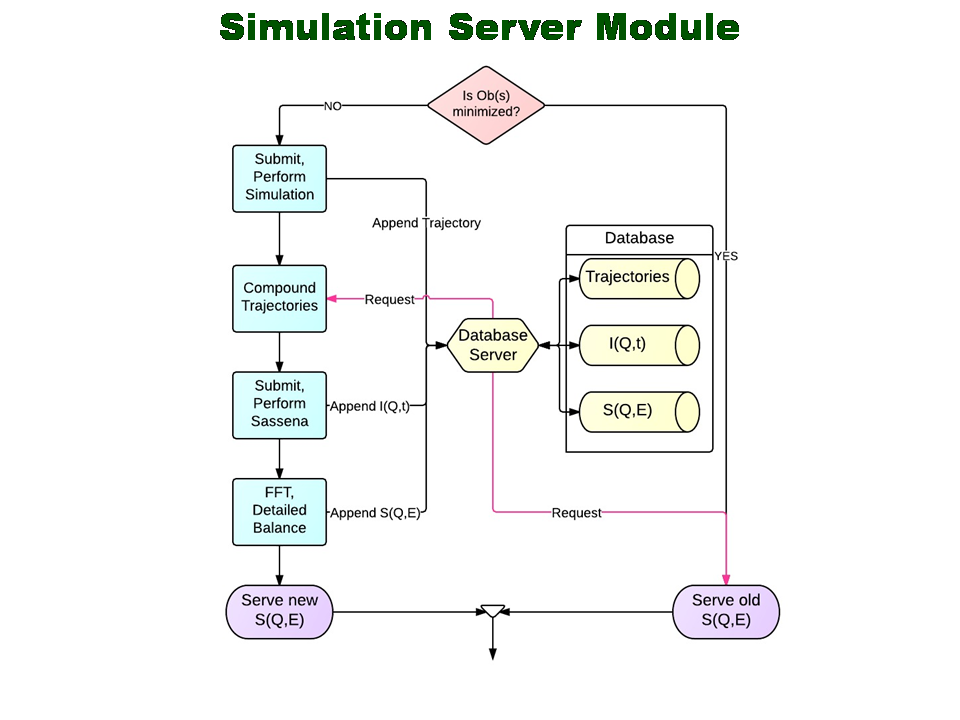 Simulation Server Module
Is Ob(s)
minimized?
NO
Submit,
Perform
Simulation
Append Trajectory
Database
YES
Trajectories
Compound
Trajectories
Request
Database
Server
I(Q,t)
Submit,
Perform
Sassena
Append I(Q,t)
S(Q,E)
FFT,
Detailed
Balance
Append S(Q,E)
Request
Serve new
S(Q,E)
Serve old
S(Q,E)